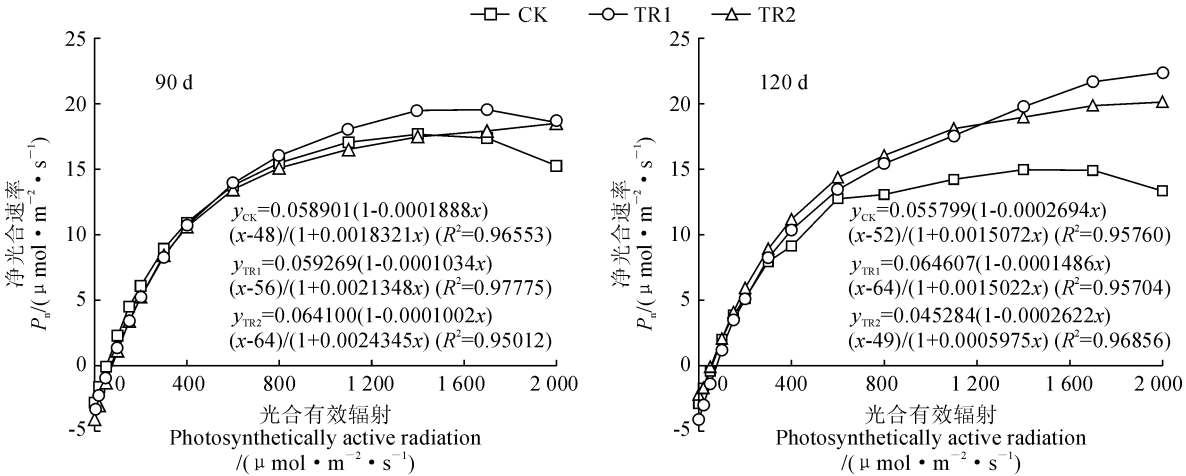 CK TR1 TR2
25
20
15
10
5
0
-5
净光合速率
Pn/(μmol·m−2·s−1)
90 d
yCK=0.058901(1-0.0001888x)
(x-48)/(1+0.0018321x) (R2=0.96553)
yTR1=0.059269(1-0.0001034x)
(x-56)/(1+0.0021348x) (R2=0.97775)
yTR2=0.064100(1-0.0001002x)
(x-64)/(1+0.0024345x) (R2=0.95012)
0 400 800 1 200 1 600 2 000
光合有效辐射
Photosynthetically active radiation
/(μmol·m−2·s−1)
25
20
15
10
5
0
-5
净光合速率
Pn/(μmol·m−2·s−1)
120 d
yCK=0.055799(1-0.0002694x)
(x-52)/(1+0.0015072x) (R2=0.95760)
yTR1=0.064607(1-0.0001486x)
(x-64)/(1+0.0015022x) (R2=0.95704)
yTR2=0.045284(1-0.0002622x)
(x-49)/(1+0.0005975x) (R2=0.96856)
0 400 800 1 200 1 600 2 000
光合有效辐射
Photosynthetically active radiation
/(μmol·m−2·s−1)